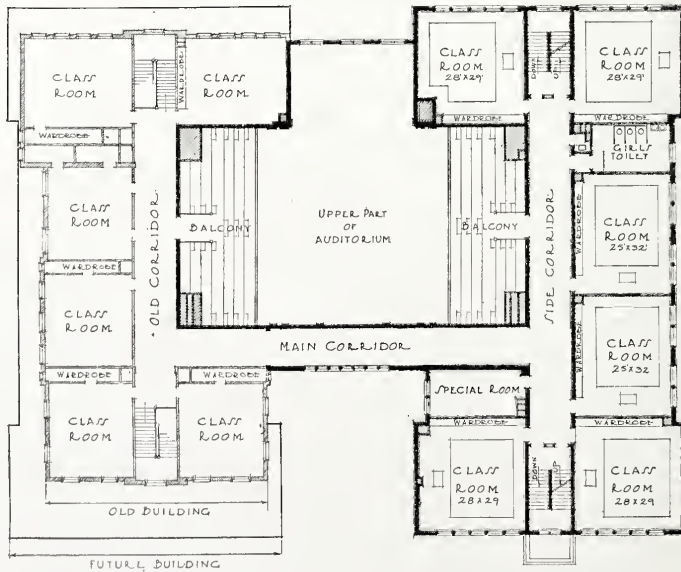 CLASS
ROOM
WARDROBE
CLASS
ROOM
CLASS
ROOM
28'X29'
WARDROBE
DOWN
UP
CLASS
ROOM
28'X29'
WARDROBE
WARDROBE
GIRLS
TOILET
CLASS
ROOM
WARDROBE
OLD CORRIDOR
BALCONY
UPPER PART
OF
AUDITORIUM
BALCONY
SIDE CORRIDOR
WARDROBE
CLASS
ROOM
25'X32'
CLASS
ROOM
WARDROBE
WARDROBE
MAIN CORRIDOR
WARDROBE
CLASS
ROOM
25'X32
SPECIAL ROOM
WARDROBE
WARDROBE
CLASS
ROOM
CLASS
ROOM
CLASS
ROOM
28X29
DOWN
UP
CLASS
ROOM
28X29
OLD BUILDING
FUTURE BUILDING